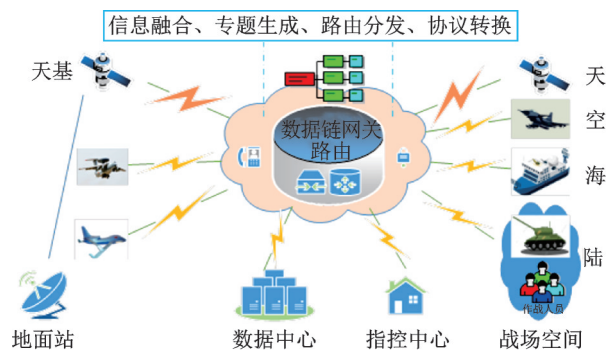 信息融合、专题生成、路由分发、协议转换
天基
天
空
海
陆
数据链网关
路由
作战人员
地面站
数据中心
指控中心
战场空间